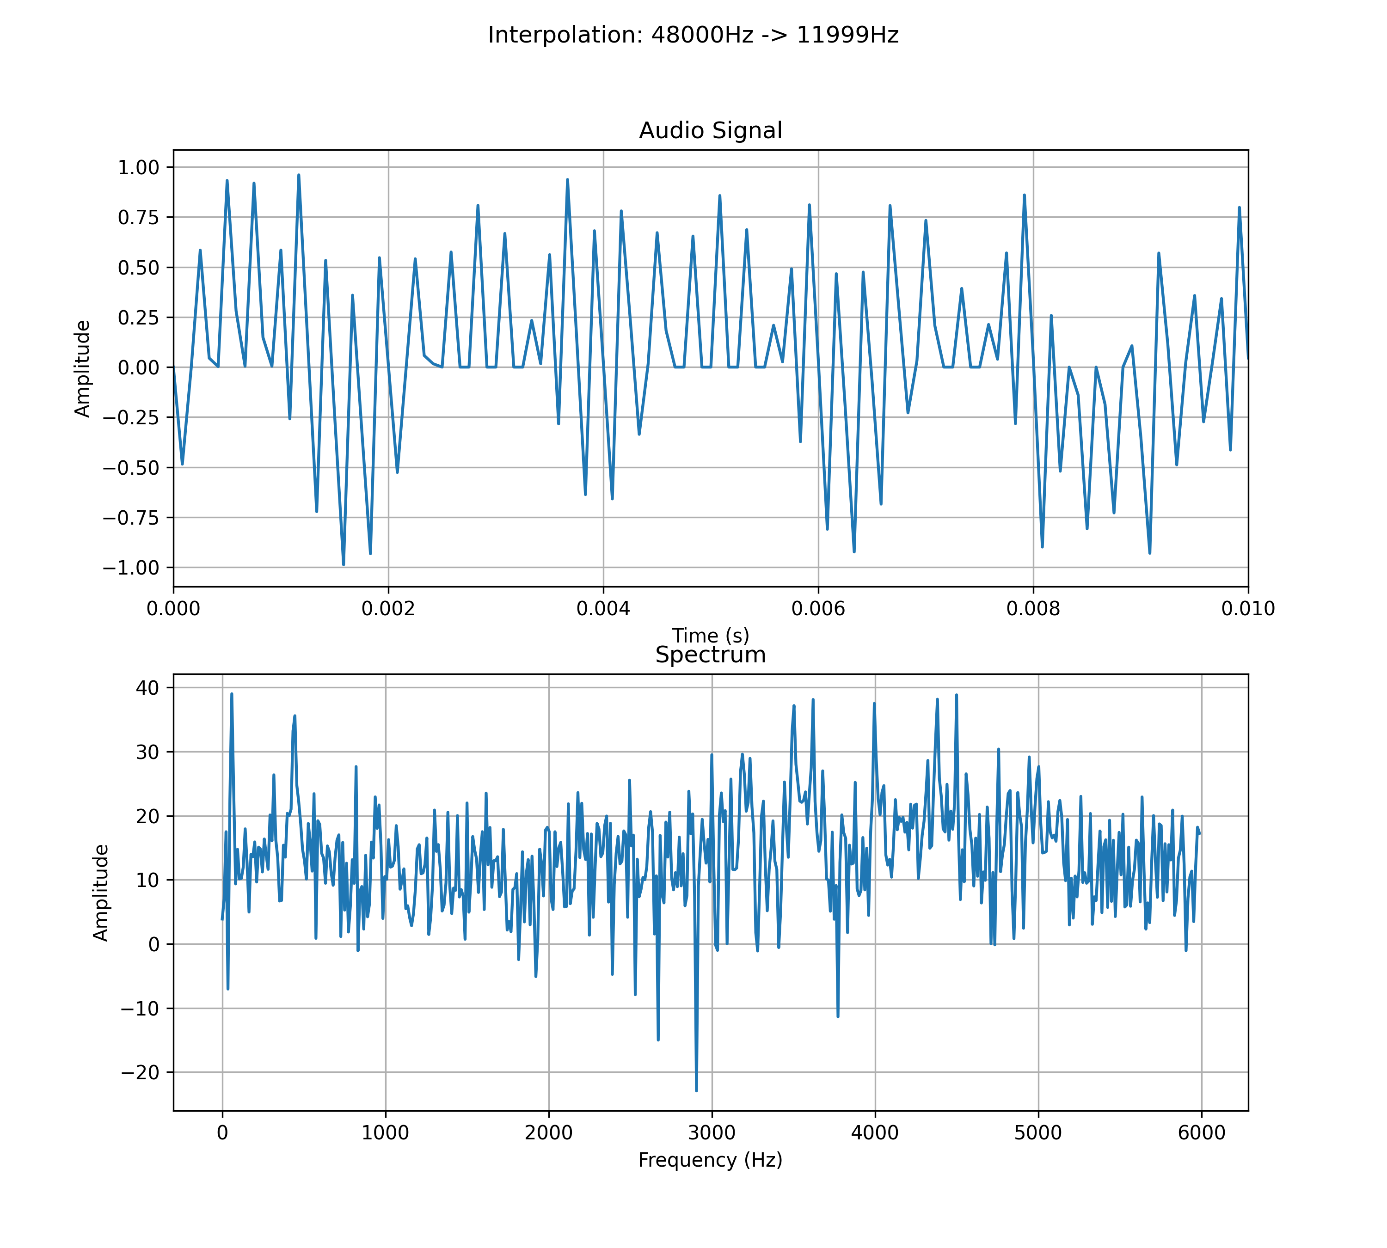 Interpolation: 48000Hz -> 11999Hz
Audio Signal
1.00
0.75
0.50
0.25
0.00
−0.25
−0.50
−0.75
−1.00
Amplitude
0.000 0.002 0.004 0.006 0.008 0.010
Time (s)
Spectrum
40
30
20
10
0
−10
−20
Amplitude
0 1000 2000 3000 4000 5000 6000
Frequency (Hz)